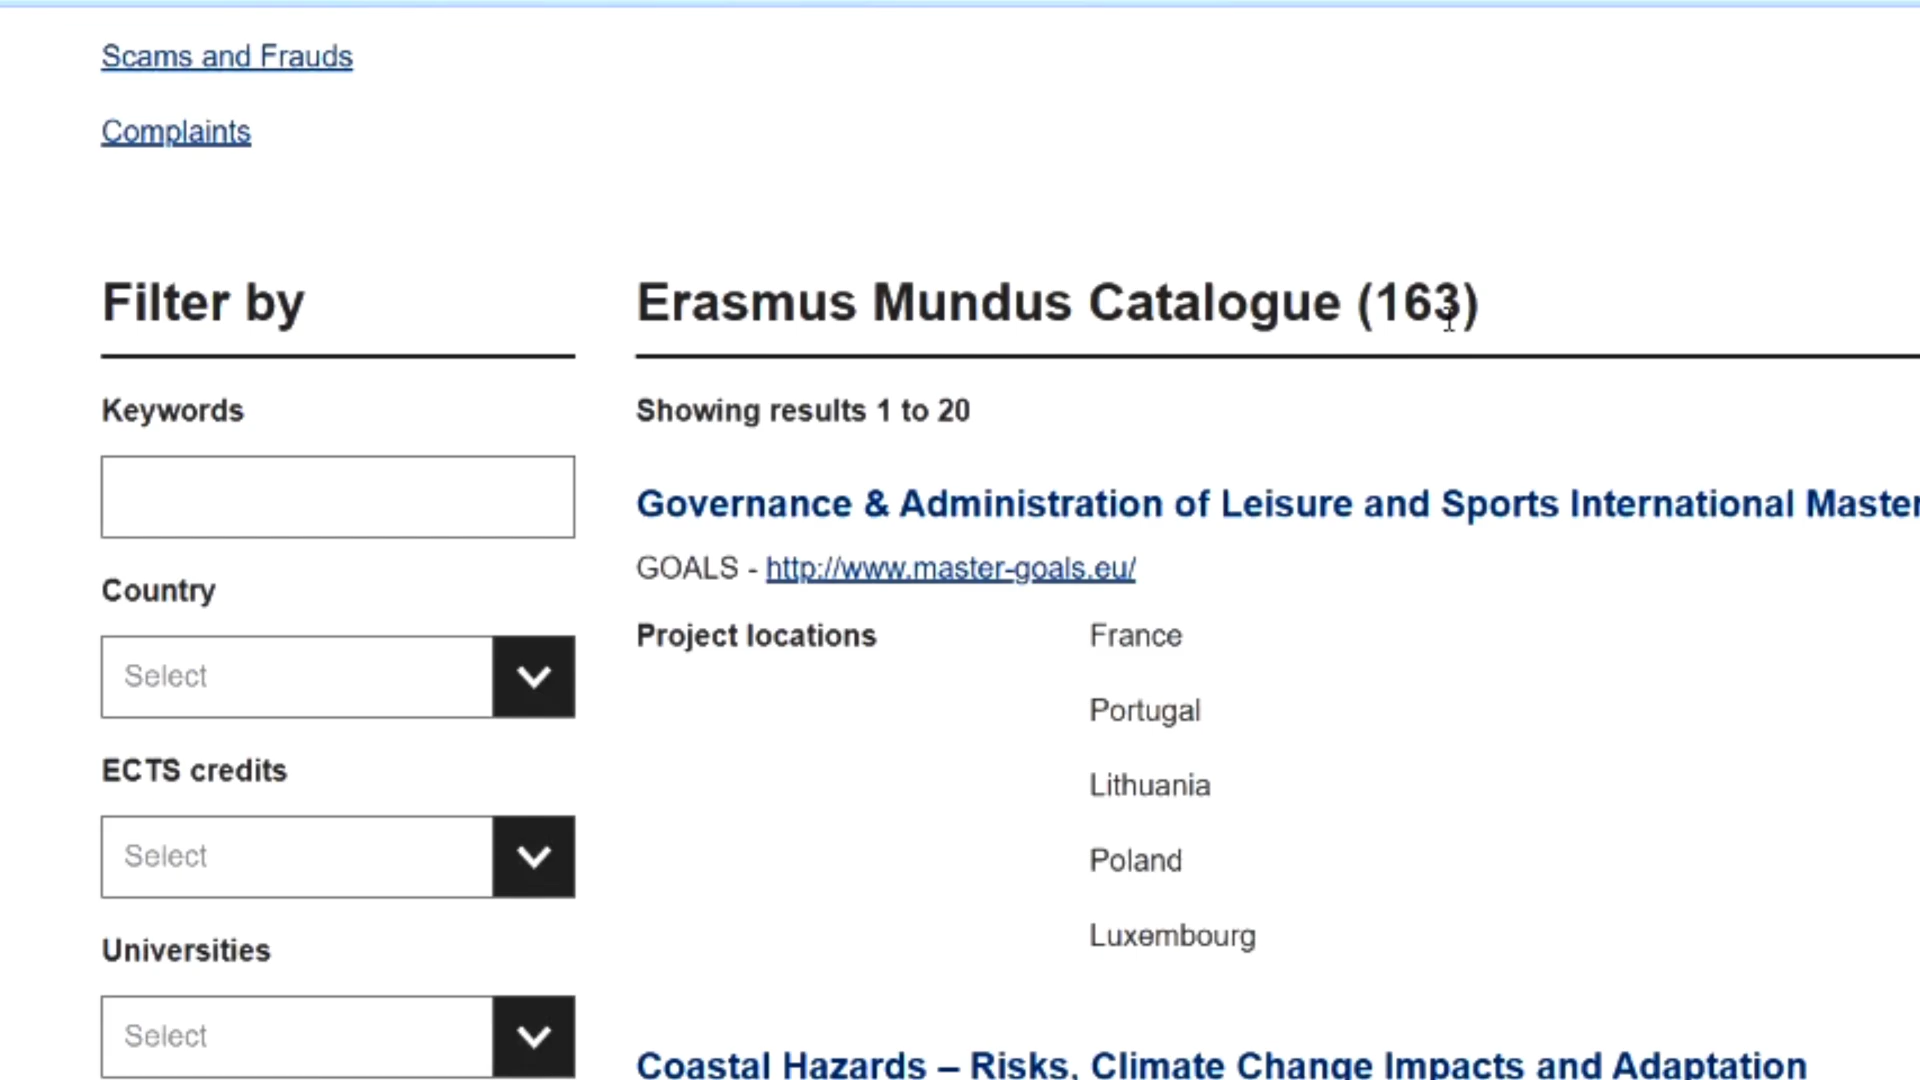 Scams and Frauds
Complaints
Filter by
Keywords
Country
Select
ECTS credits
Select
Universities
Select
Erasmus Mundus Catalogue (163)
Showing results 1 to 20
Governance & Administration of Leisure and Sports International Master
GOALS - http://www.master-goals.eu/
Project locations
France
Portugal
Lithuania
Poland
Luxembourg
Coastal Hazards – Risks, Climate Change Impacts and Adaptation